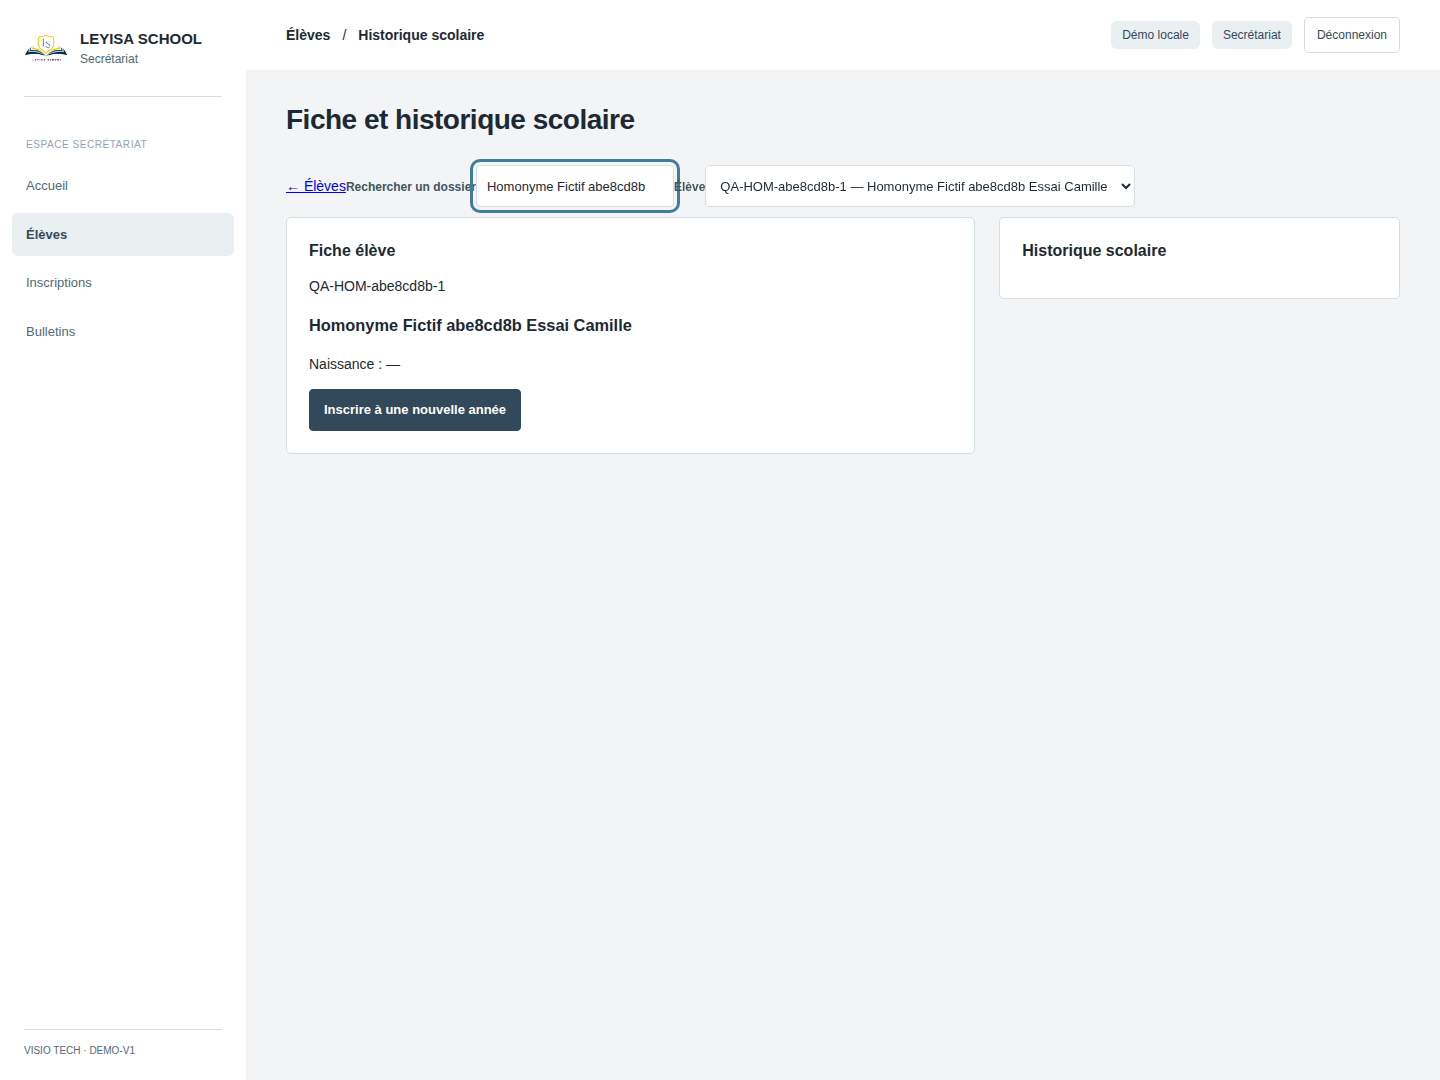 LEYISA SCHOOL
Secrétariat
ESPACE SECRÉTARIAT
Accueil
Élèves
Inscriptions
Bulletins
VISIO TECH · DEMO-V1
Élèves / Historique scolaire
Démo locale
Secrétariat
Déconnexion
Fiche et historique scolaire
← Élèves Rechercher un dossier Homonyme Fictif abe8cd8b Élève QA-HOM-abe8cd8b-1 — Homonyme Fictif abe8cd8b Essai Camille
Fiche élève
QA-HOM-abe8cd8b-1
Homonyme Fictif abe8cd8b Essai Camille
Naissance : —
Inscrire à une nouvelle année
Historique scolaire